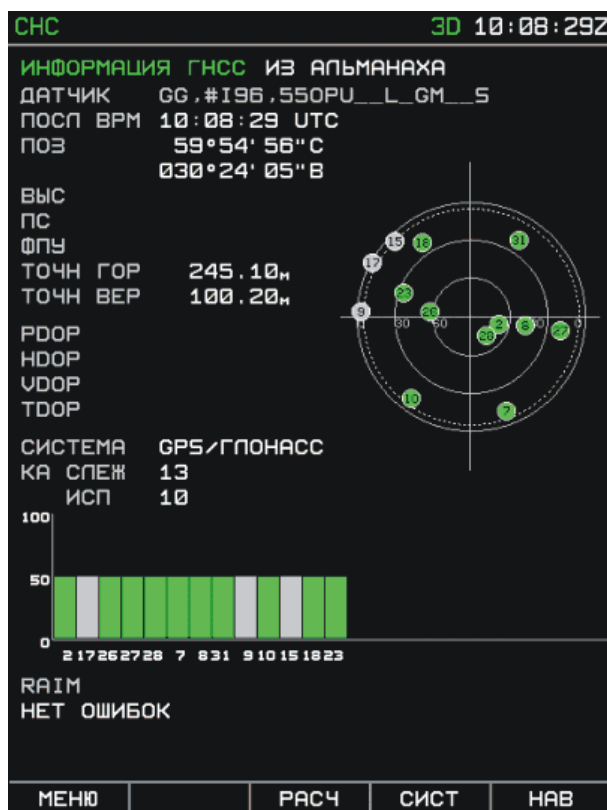 СНС 3D 10:08:29Z
ИНФОРМАЦИЯ ГНСС ИЗ АЛЬМАНАХА
ДАТЧИК GG,#I96,550PU__L_GM__S
ПОСЛ ВРМ 10:08:29 UTC
ПОЗ 59°54'56"С
030°24'05"В
ВЫС
ПС
ФПУ
ТОЧН ГОР 245.10м
ТОЧН ВЕР 100.20м
PDOP
HDOP
VDOP
TDOP
15 18 31
17
23
9 26 2 8 27
28
30 60 0
10 7
СИСТЕМА GPS/ГЛОНАСС
КА СЛЕЖ 13
ИСП 10
100
50
0
2 17 26 27 28 7 8 31 9 10 15 18 23
RAIM
НЕТ ОШИБОК
МЕНЮ РАСЧ СИСТ НАВ